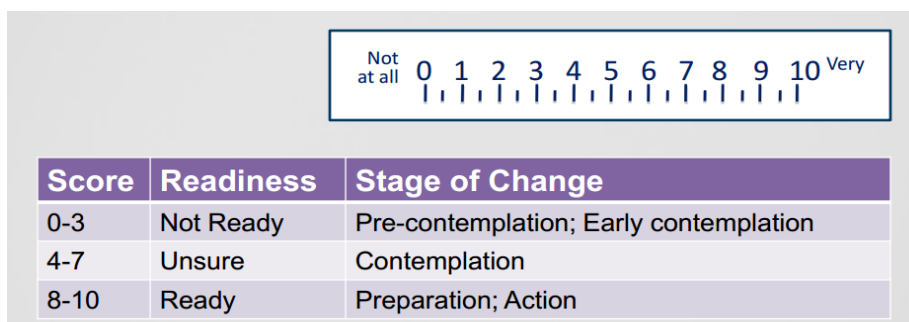 Not at all 0 1 2 3 4 5 6 7 8 9 10 Very
Score Readiness Stage of Change
0-3 Not Ready Pre-contemplation; Early contemplation
4-7 Unsure Contemplation
8-10 Ready Preparation; Action